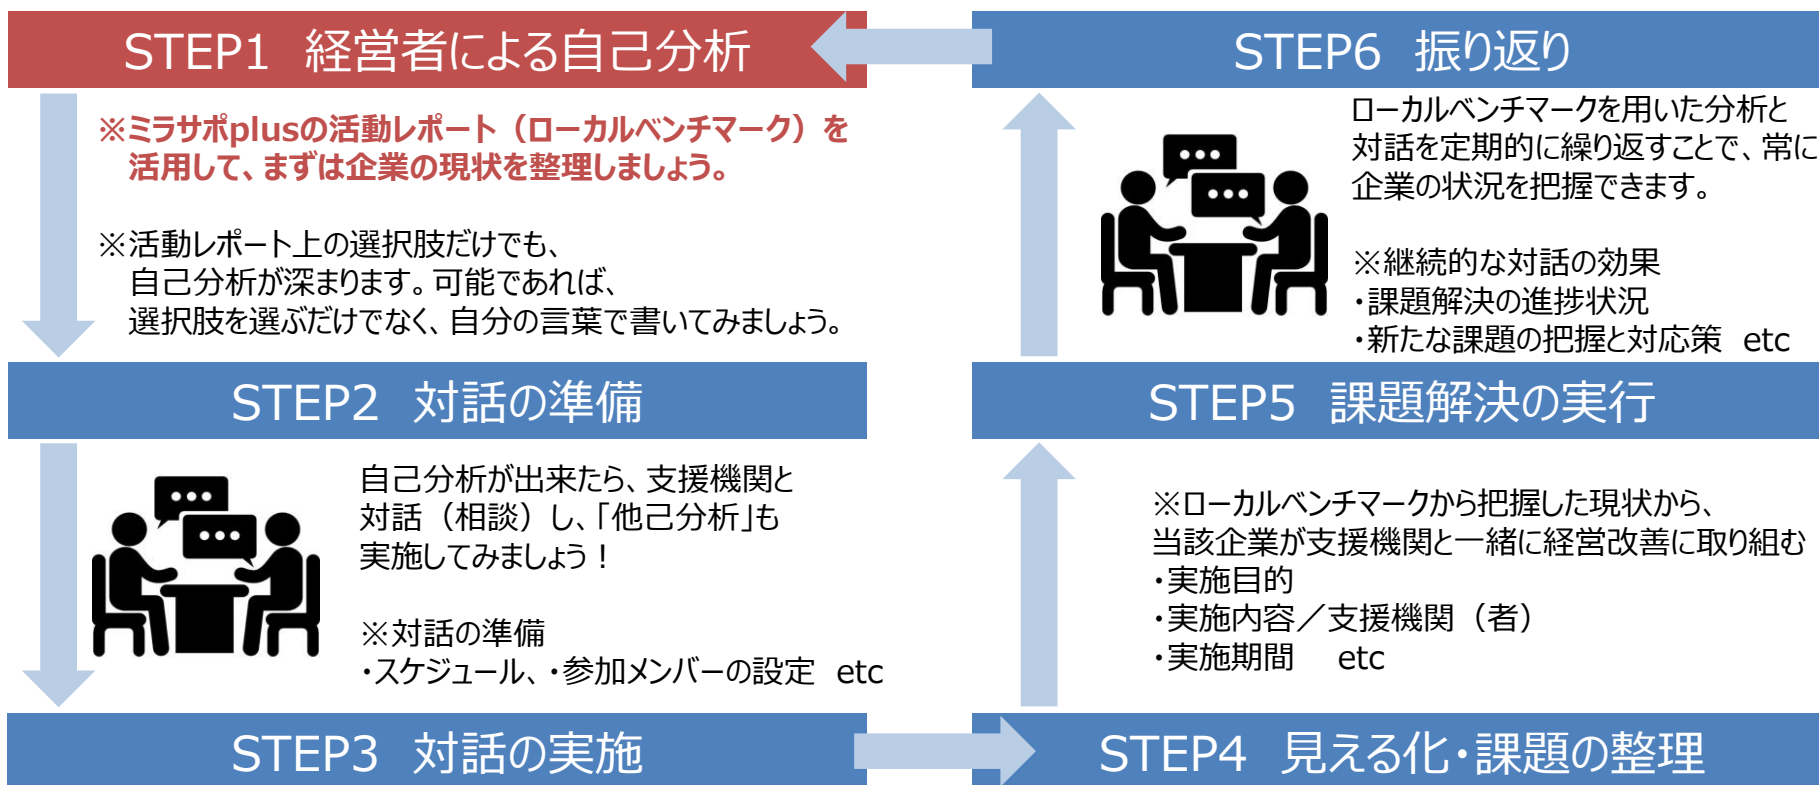 STEP1 経営者による自己分析
※ミラサポplusの活動レポート（ローカルベンチマーク）を
活用して、まずは企業の現状を整理しましょう。
※活動レポート上の選択肢だけでも、
自己分析が深まります。可能であれば、
選択肢を選ぶだけでなく、自分の言葉で書いてみましょう。
STEP2 対話の準備
自己分析が出来たら、支援機関と
対話（相談）し、「他己分析」も
実施してみましょう！
※対話の準備
・スケジュール、・参加メンバーの設定 etc
STEP3 対話の実施
STEP4 見える化・課題の整理
※ローカルベンチマークから把握した現状から、
当該企業が支援機関と一緒に経営改善に取り組む
・実施目的
・実施内容／支援機関（者）
・実施期間 etc
STEP5 課題解決の実行
STEP6 振り返り
ローカルベンチマークを用いた分析と
対話を定期的に繰り返すことで、常に
企業の状況を把握できます。
※継続的な対話の効果
・課題解決の進捗状況
・新たな課題の把握と対応策 etc